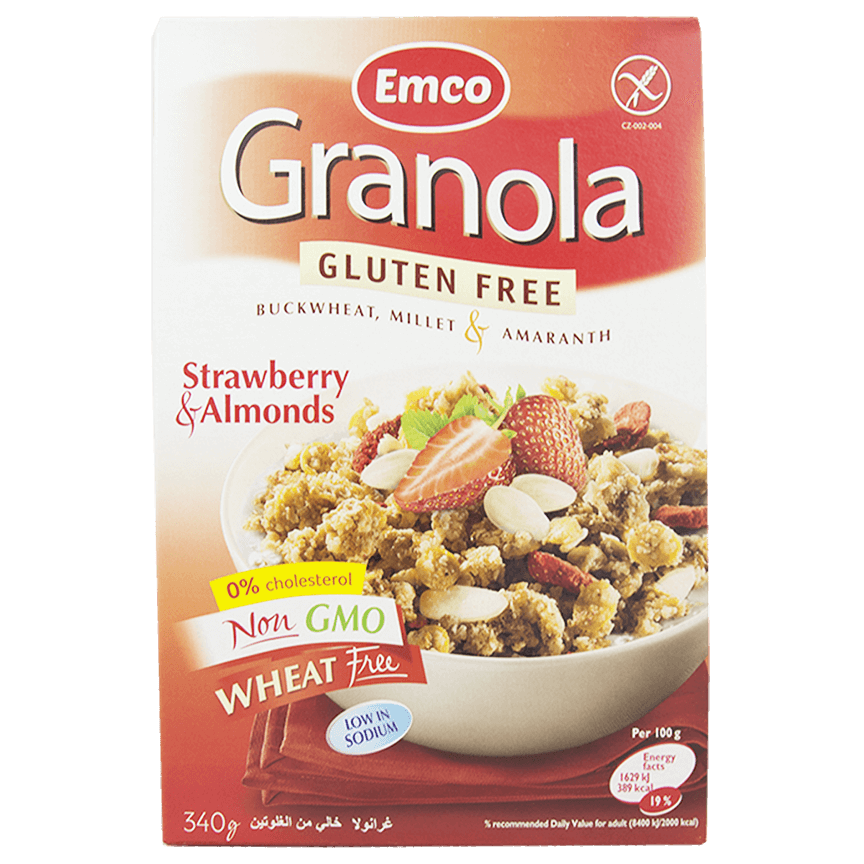 Emco
CZ-002-004
Granola
GLUTEN FREE
BUCKWHEAT, MILLET & AMARANTH
Strawberry
& Almonds
0% cholesterol
Non GMO
WHEAT Free
LOW IN
SODIUM
Per 100 g
Energy
facts
1629 kJ
389 kcal
19%
340g غرانولا خالي من الغلوتين
% recommended Daily Value for adult (8400 kJ/2000 kcal)